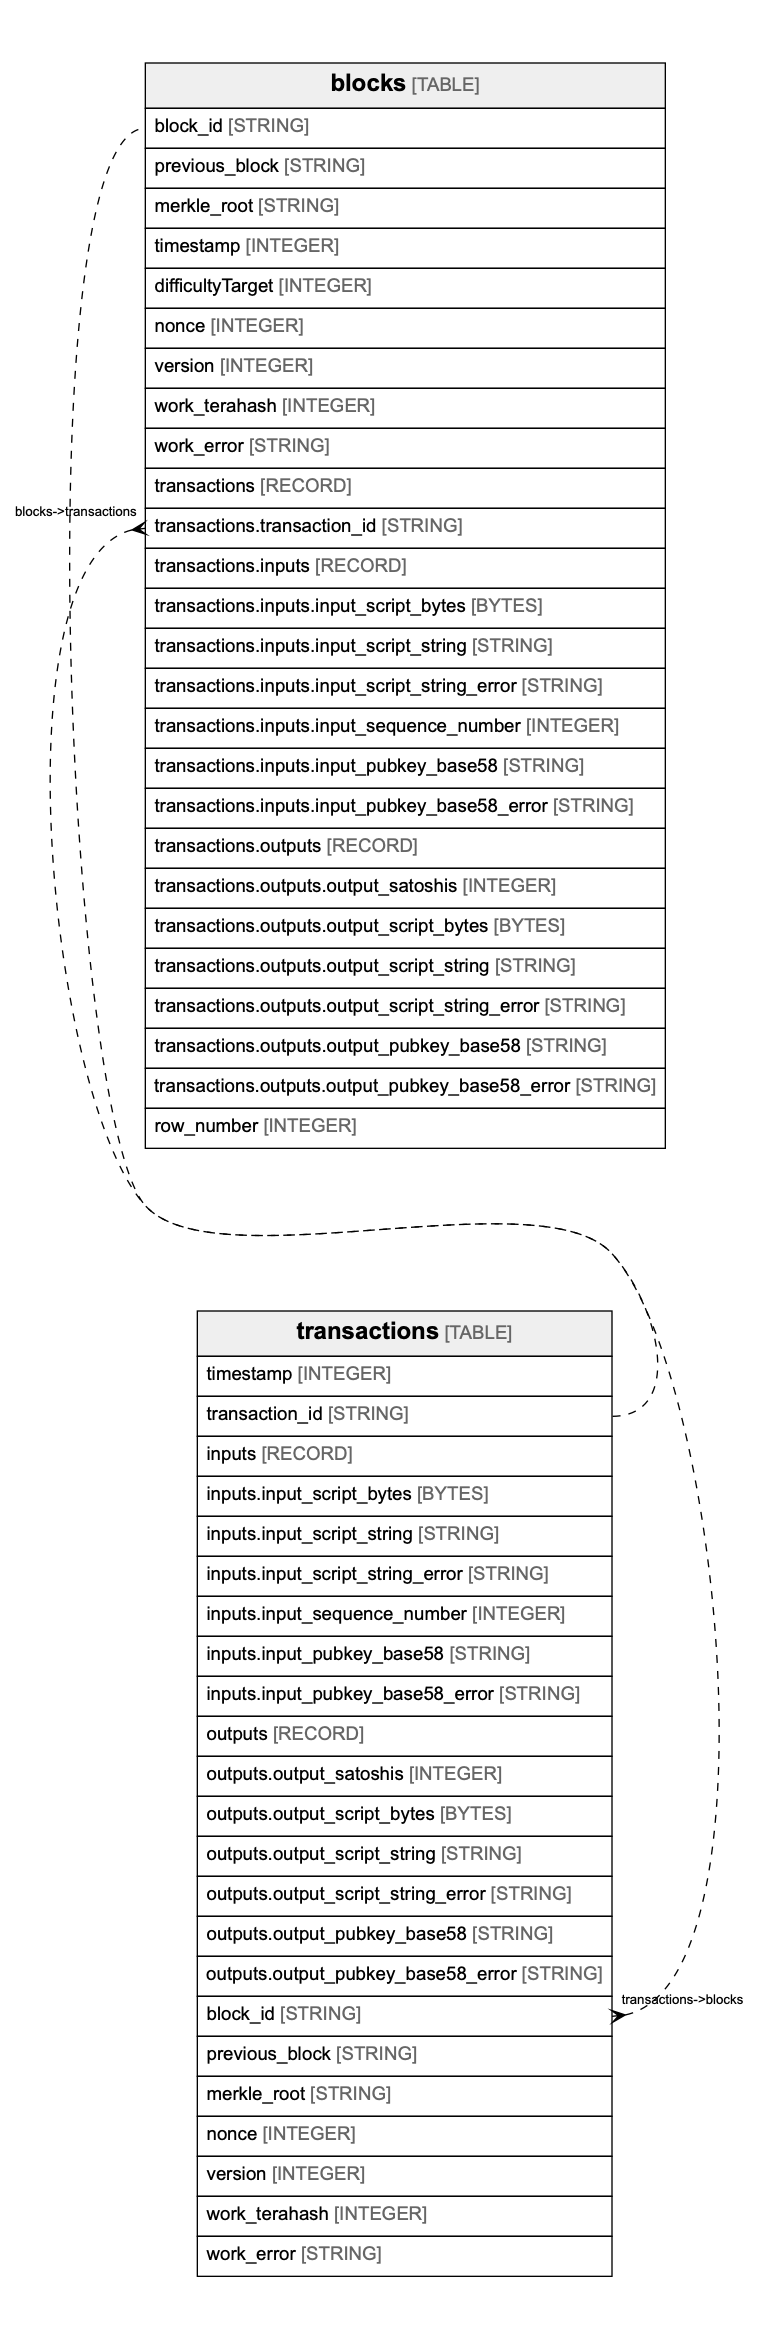 blocks [TABLE]
block_id [STRING]
previous_block [STRING]
merkle_root [STRING]
timestamp [INTEGER]
difficultyTarget [INTEGER]
nonce [INTEGER]
version [INTEGER]
work_terahash [INTEGER]
work_error [STRING]
transactions [RECORD]
blocks->transactions
transactions.transaction_id [STRING]
transactions.inputs [RECORD]
transactions.inputs.input_script_bytes [BYTES]
transactions.inputs.input_script_string [STRING]
transactions.inputs.input_script_string_error [STRING]
transactions.inputs.input_sequence_number [INTEGER]
transactions.inputs.input_pubkey_base58 [STRING]
transactions.inputs.input_pubkey_base58_error [STRING]
transactions.outputs [RECORD]
transactions.outputs.output_satoshis [INTEGER]
transactions.outputs.output_script_bytes [BYTES]
transactions.outputs.output_script_string [STRING]
transactions.outputs.output_script_string_error [STRING]
transactions.outputs.output_pubkey_base58 [STRING]
transactions.outputs.output_pubkey_base58_error [STRING]
row_number [INTEGER]
transactions [TABLE]
timestamp [INTEGER]
transaction_id [STRING]
inputs [RECORD]
inputs.input_script_bytes [BYTES]
inputs.input_script_string [STRING]
inputs.input_script_string_error [STRING]
inputs.input_sequence_number [INTEGER]
inputs.input_pubkey_base58 [STRING]
inputs.input_pubkey_base58_error [STRING]
outputs [RECORD]
outputs.output_satoshis [INTEGER]
outputs.output_script_bytes [BYTES]
outputs.output_script_string [STRING]
outputs.output_script_string_error [STRING]
outputs.output_pubkey_base58 [STRING]
outputs.output_pubkey_base58_error [STRING]
transactions->blocks
block_id [STRING]
previous_block [STRING]
merkle_root [STRING]
nonce [INTEGER]
version [INTEGER]
work_terahash [INTEGER]
work_error [STRING]